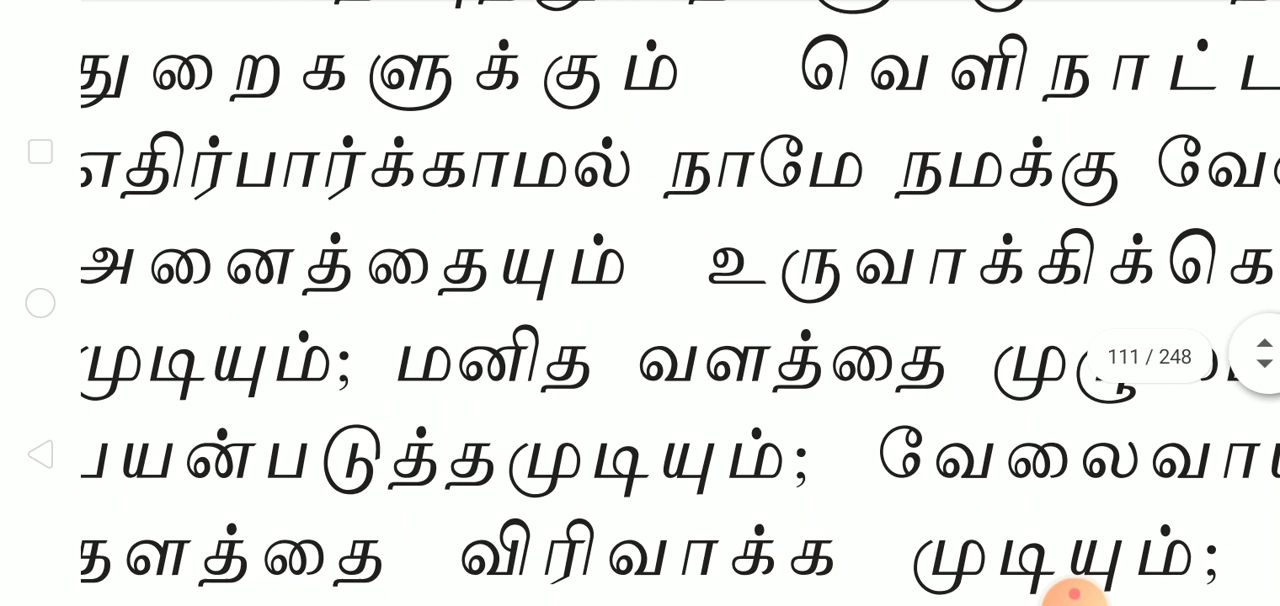 துறைகளுக்கும் வெளிநாட்ட
எதிர்பார்க்காமல் நாமே நமக்கு வே
அனைத்தையும் உருவாக்கிக்கொ
முடியும்; மனித வளத்தை
111 / 248
பயன்படுத்தமுடியும்; வேலைவாய
தளத்தை விரிவாக்க முடியும்;